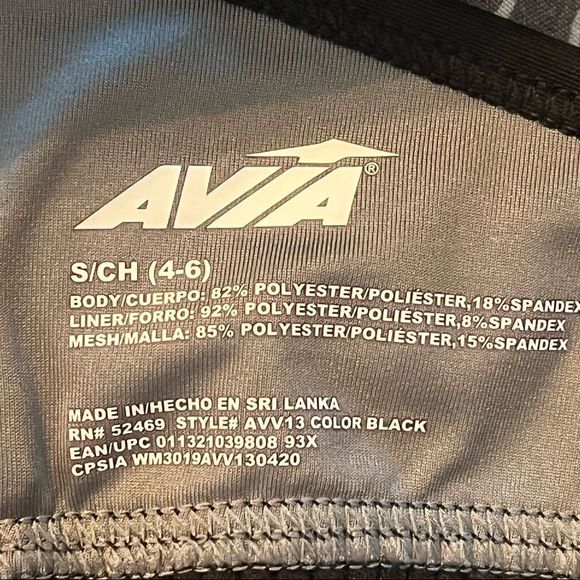 AVIA®
S/CH (4-6)
BODY/CUERPO: 82% POLYESTER/POLIÉSTER,18%SPANDEX
LINER/FORRO: 92% POLYESTER/POLIÉSTER,8%SPANDEX
MESH/MALLA: 85% POLYESTER/POLIÉSTER,15%SPANDEX
MADE IN/HECHO EN SRI LANKA
RN# 52469 STYLE# AVV13 COLOR BLACK
EAN/UPC 011321039808 93X
CPSIA WM3019AVV130420